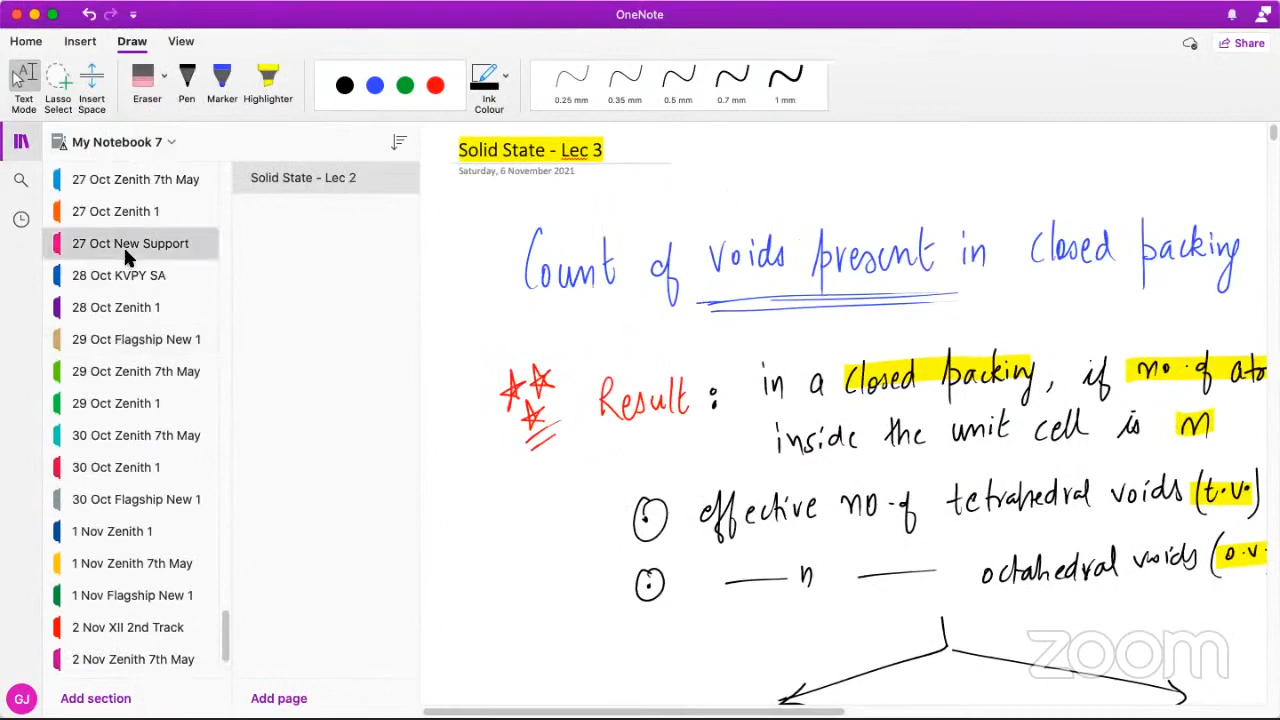 OneNote
Home Insert Draw View
Share
Text Mode
Lasso Select
Insert Space
Eraser
Pen
Marker
Highlighter
Ink Colour
0.25 mm 0.35 mm 0.5 mm 0.7 mm 1 mm
My Notebook 7
27 Oct Zenith 7th May
27 Oct Zenith 1
27 Oct New Support
28 Oct KVPY SA
28 Oct Zenith 1
29 Oct Flagship New 1
29 Oct Zenith 7th May
29 Oct Zenith 1
30 Oct Zenith 7th May
30 Oct Zenith 1
30 Oct Flagship New 1
1 Nov Zenith 1
1 Nov Zenith 7th May
1 Nov Flagship New 1
2 Nov XII 2nd Track
2 Nov Zenith 7th May
Add section
GJ
Solid State - Lec 2
Add page
Solid State - Lec 3
Saturday, 6 November 2021
Count of voids present in closed packing
Result : in a closed packing, if no. of ato
inside the unit cell is n
effective no. of tetrahedral voids (t.v.)
—— n —— octahedral voids (o.v.
zoom